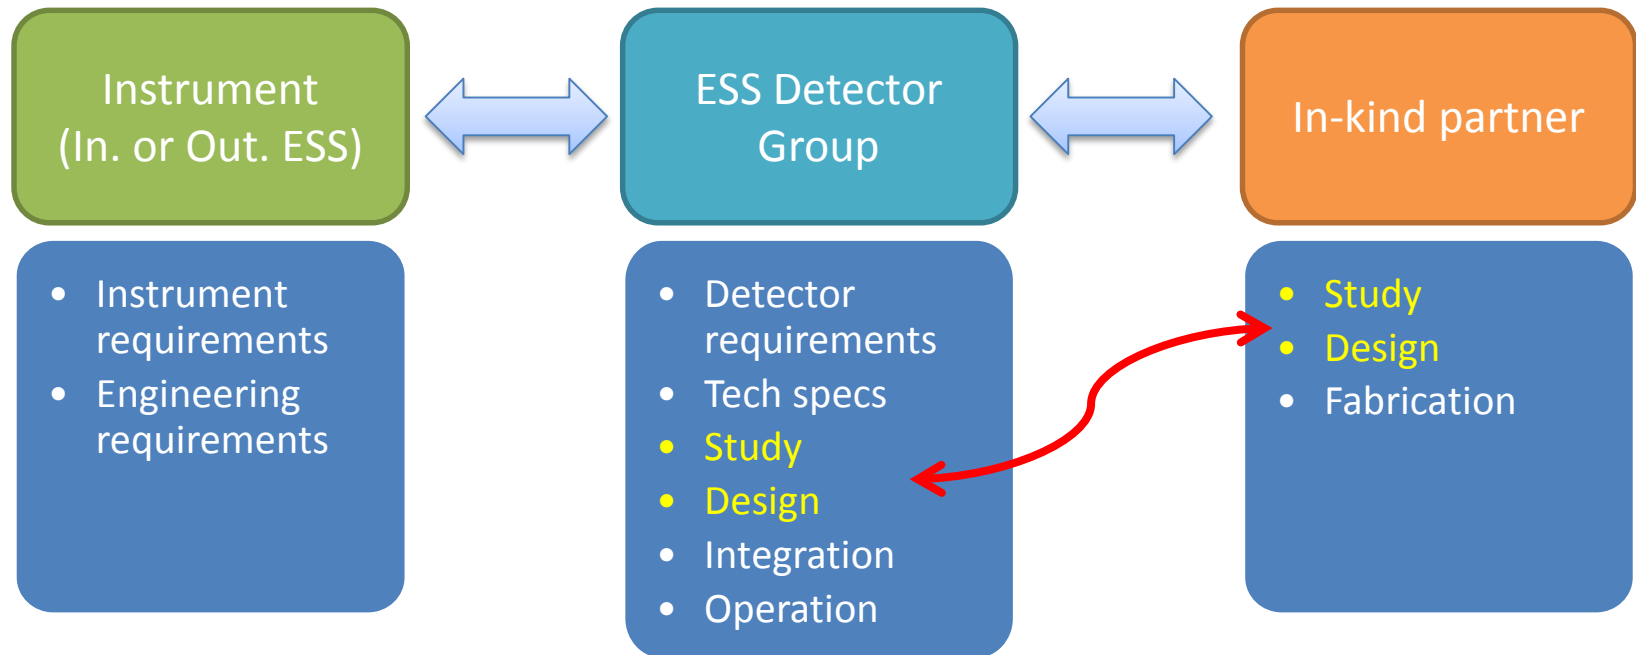 Instrument
(In. or Out. ESS)
ESS Detector
Group
In-kind partner
• Instrument
requirements
• Engineering
requirements
• Detector
requirements
• Tech specs
• Study
• Design
• Integration
• Operation
• Study
• Design
• Fabrication